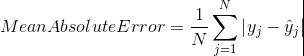 MeanAbsoluteError = \frac{1}{N} \sum_{j=1}^{N} |y_j - \hat{y}_j|